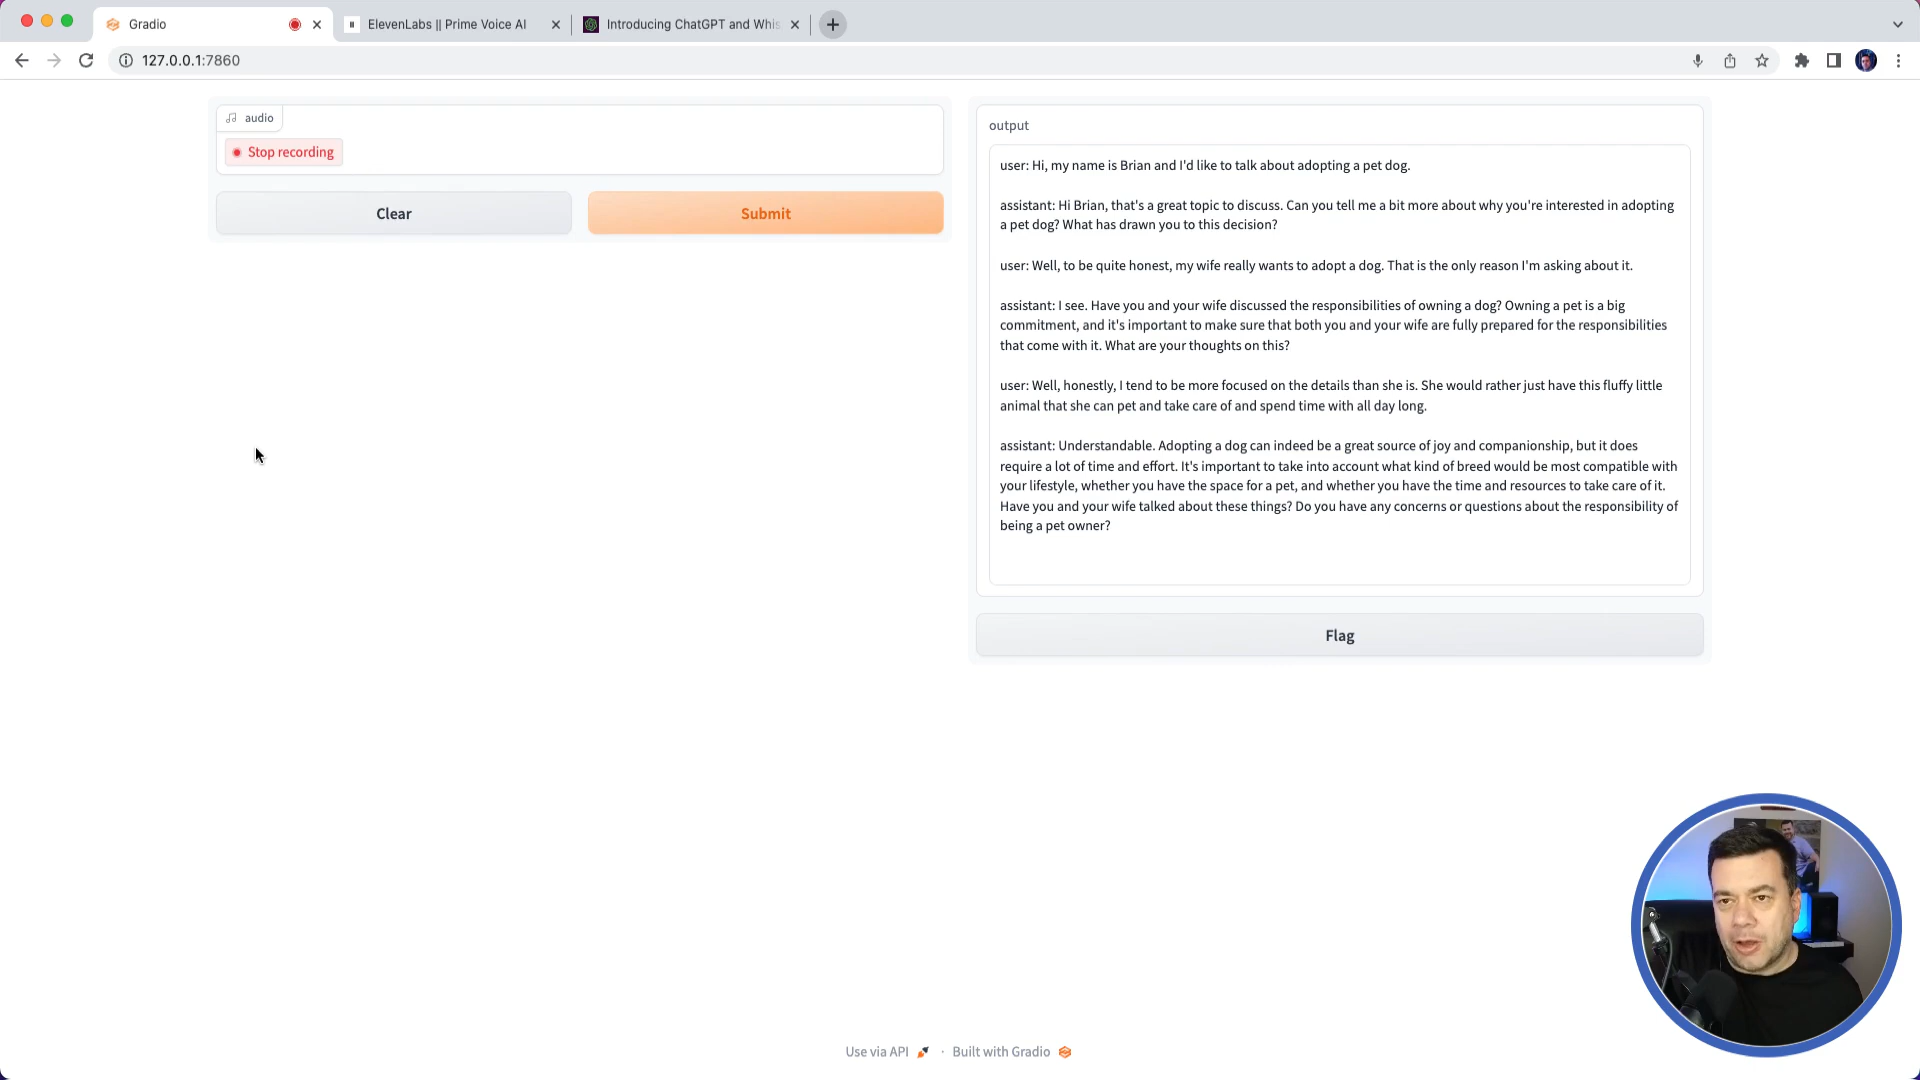 Gradio
ElevenLabs || Prime Voice AI
Introducing ChatGPT and Whis
127.0.0.1:7860
audio
Stop recording
Clear
Submit
output
user: Hi, my name is Brian and I'd like to talk about adopting a pet dog.
assistant: Hi Brian, that's a great topic to discuss. Can you tell me a bit more about why you're interested in adopting
a pet dog? What has drawn you to this decision?
user: Well, to be quite honest, my wife really wants to adopt a dog. That is the only reason I'm asking about it.
assistant: I see. Have you and your wife discussed the responsibilities of owning a dog? Owning a pet is a big
commitment, and it's important to make sure that both you and your wife are fully prepared for the responsibilities
that come with it. What are your thoughts on this?
user: Well, honestly, I tend to be more focused on the details than she is. She would rather just have this fluffy little
animal that she can pet and take care of and spend time with all day long.
assistant: Understandable. Adopting a dog can indeed be a great source of joy and companionship, but it does
require a lot of time and effort. It's important to take into account what kind of breed would be most compatible with
your lifestyle, whether you have the space for a pet, and whether you have the time and resources to take care of it.
Have you and your wife talked about these things? Do you have any concerns or questions about the responsibility of
being a pet owner?
Flag
Use via API · Built with Gradio